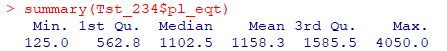 > summary(Tst_234$pl_eqt)
Min. 1st Qu. Median Mean 3rd Qu. Max.
125.0 562.8 1102.5 1158.3 1585.5 4050.0